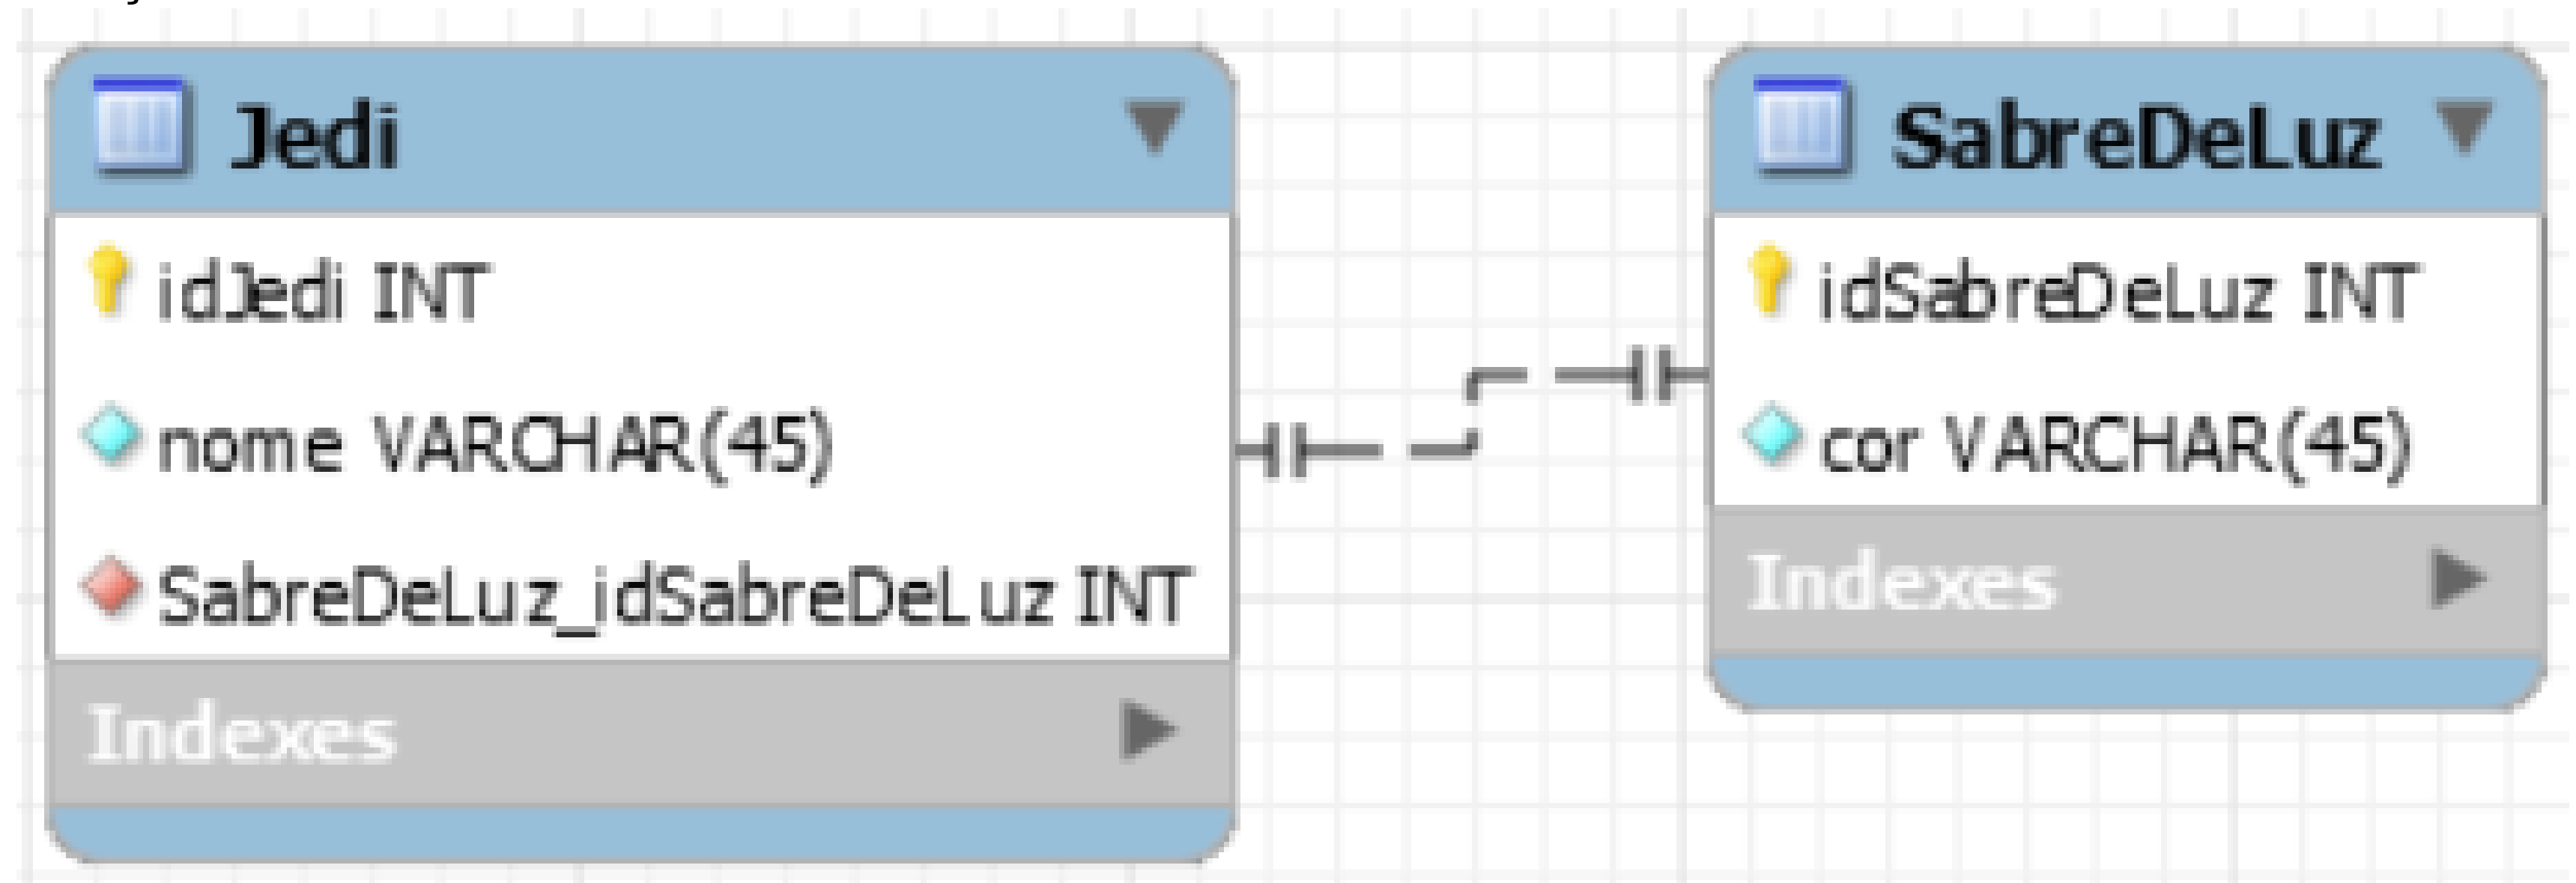 Jedi
idJedi INT
nome VARCHAR(45)
SabreDeLuz_idSabreDeLuz INT
Indexes
SabreDeLuz
idSabreDeLuz INT
cor VARCHAR(45)
Indexes